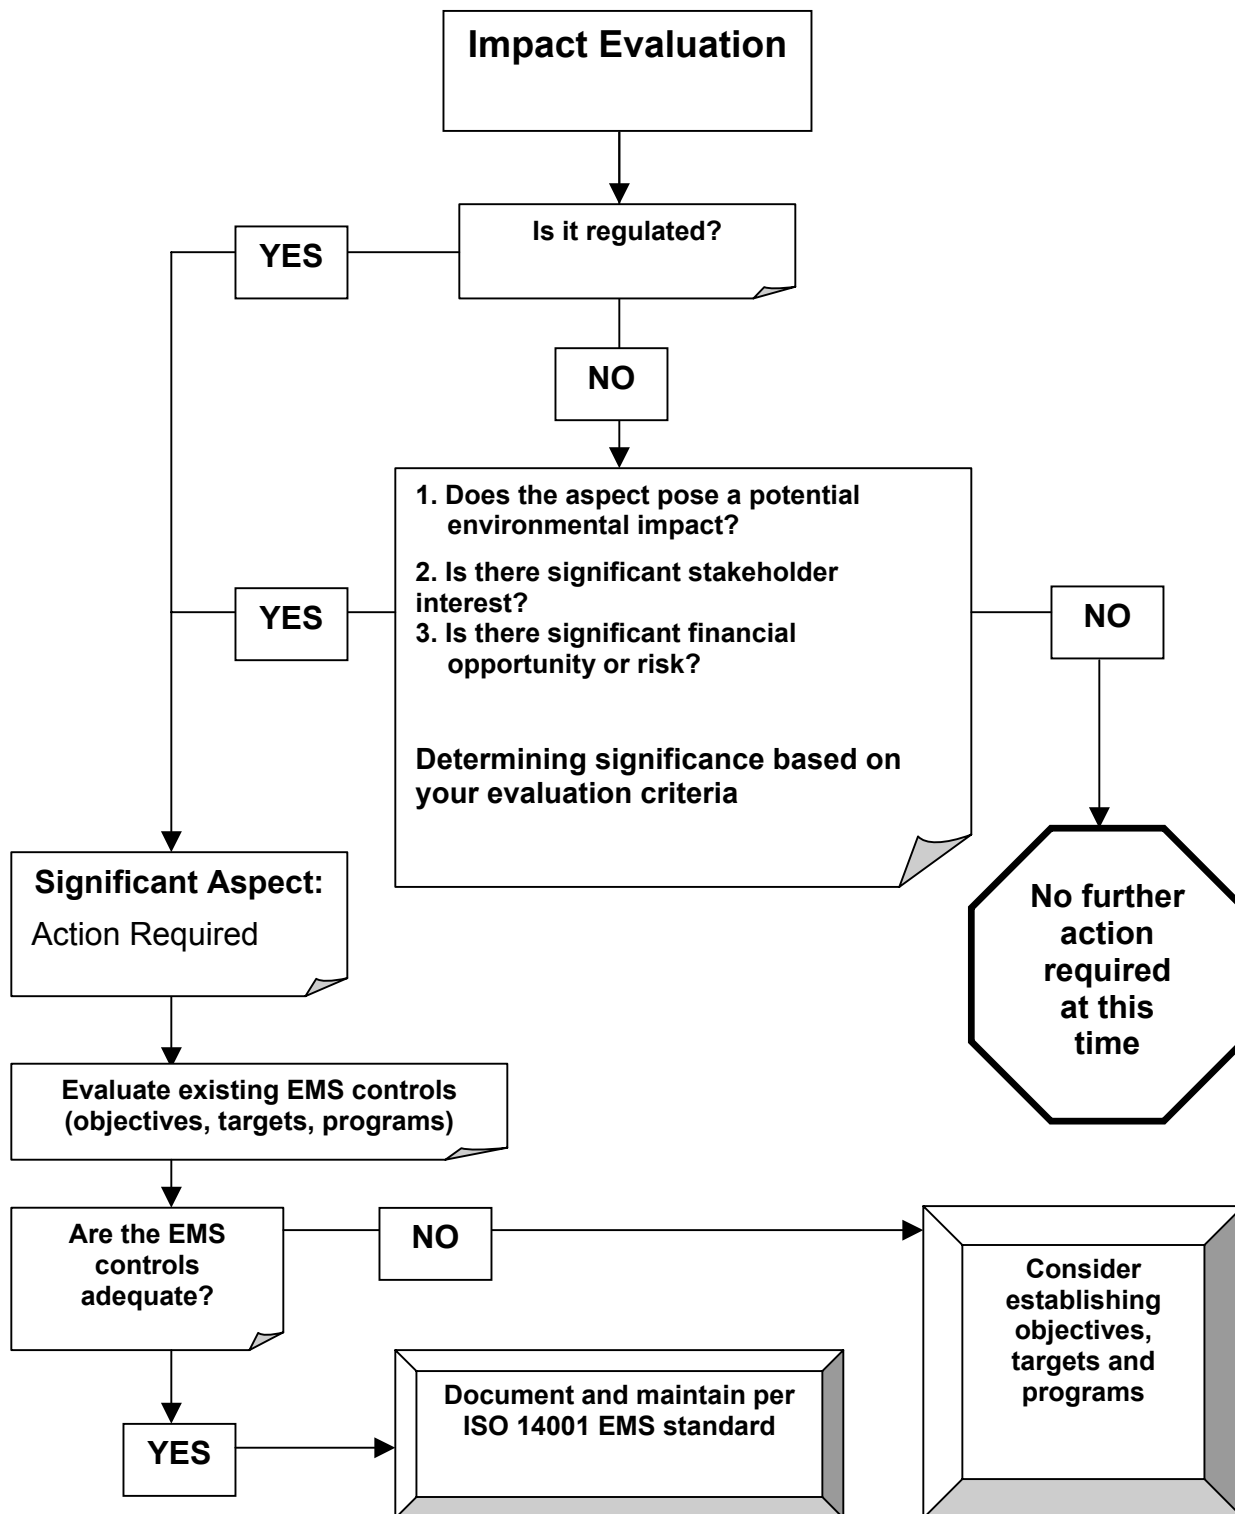 Impact Evaluation
Is it regulated?
YES
NO
1. Does the aspect pose a potential
environmental impact?
2. Is there significant stakeholder
interest?
3. Is there significant financial
opportunity or risk?
Determining significance based on
your evaluation criteria
YES
NO
Significant Aspect:
Action Required
No further
action
required
at this
time
Evaluate existing EMS controls
(objectives, targets, programs)
Are the EMS
controls
adequate?
NO
Consider
establishing
objectives,
targets and
programs
YES
Document and maintain per
ISO 14001 EMS standard